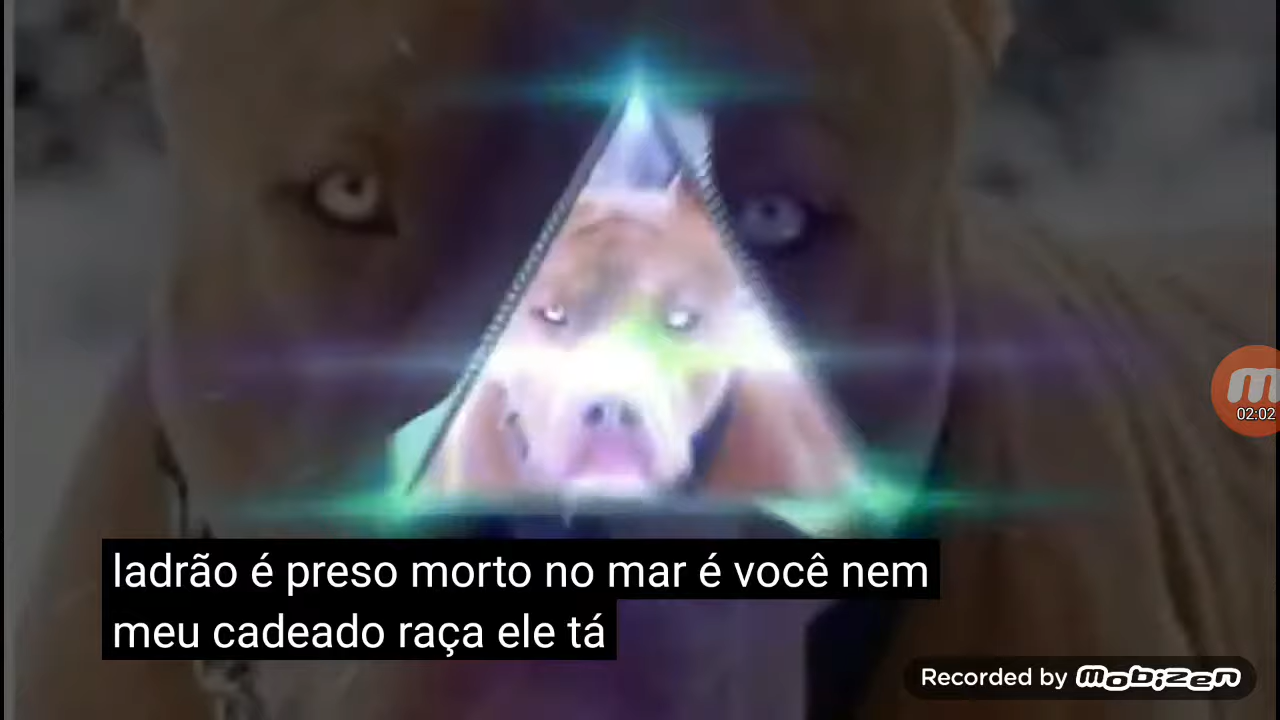 02:02
ladrão é preso morto no mar é você nem
meu cadeado raça ele tá
Recorded by mobizen